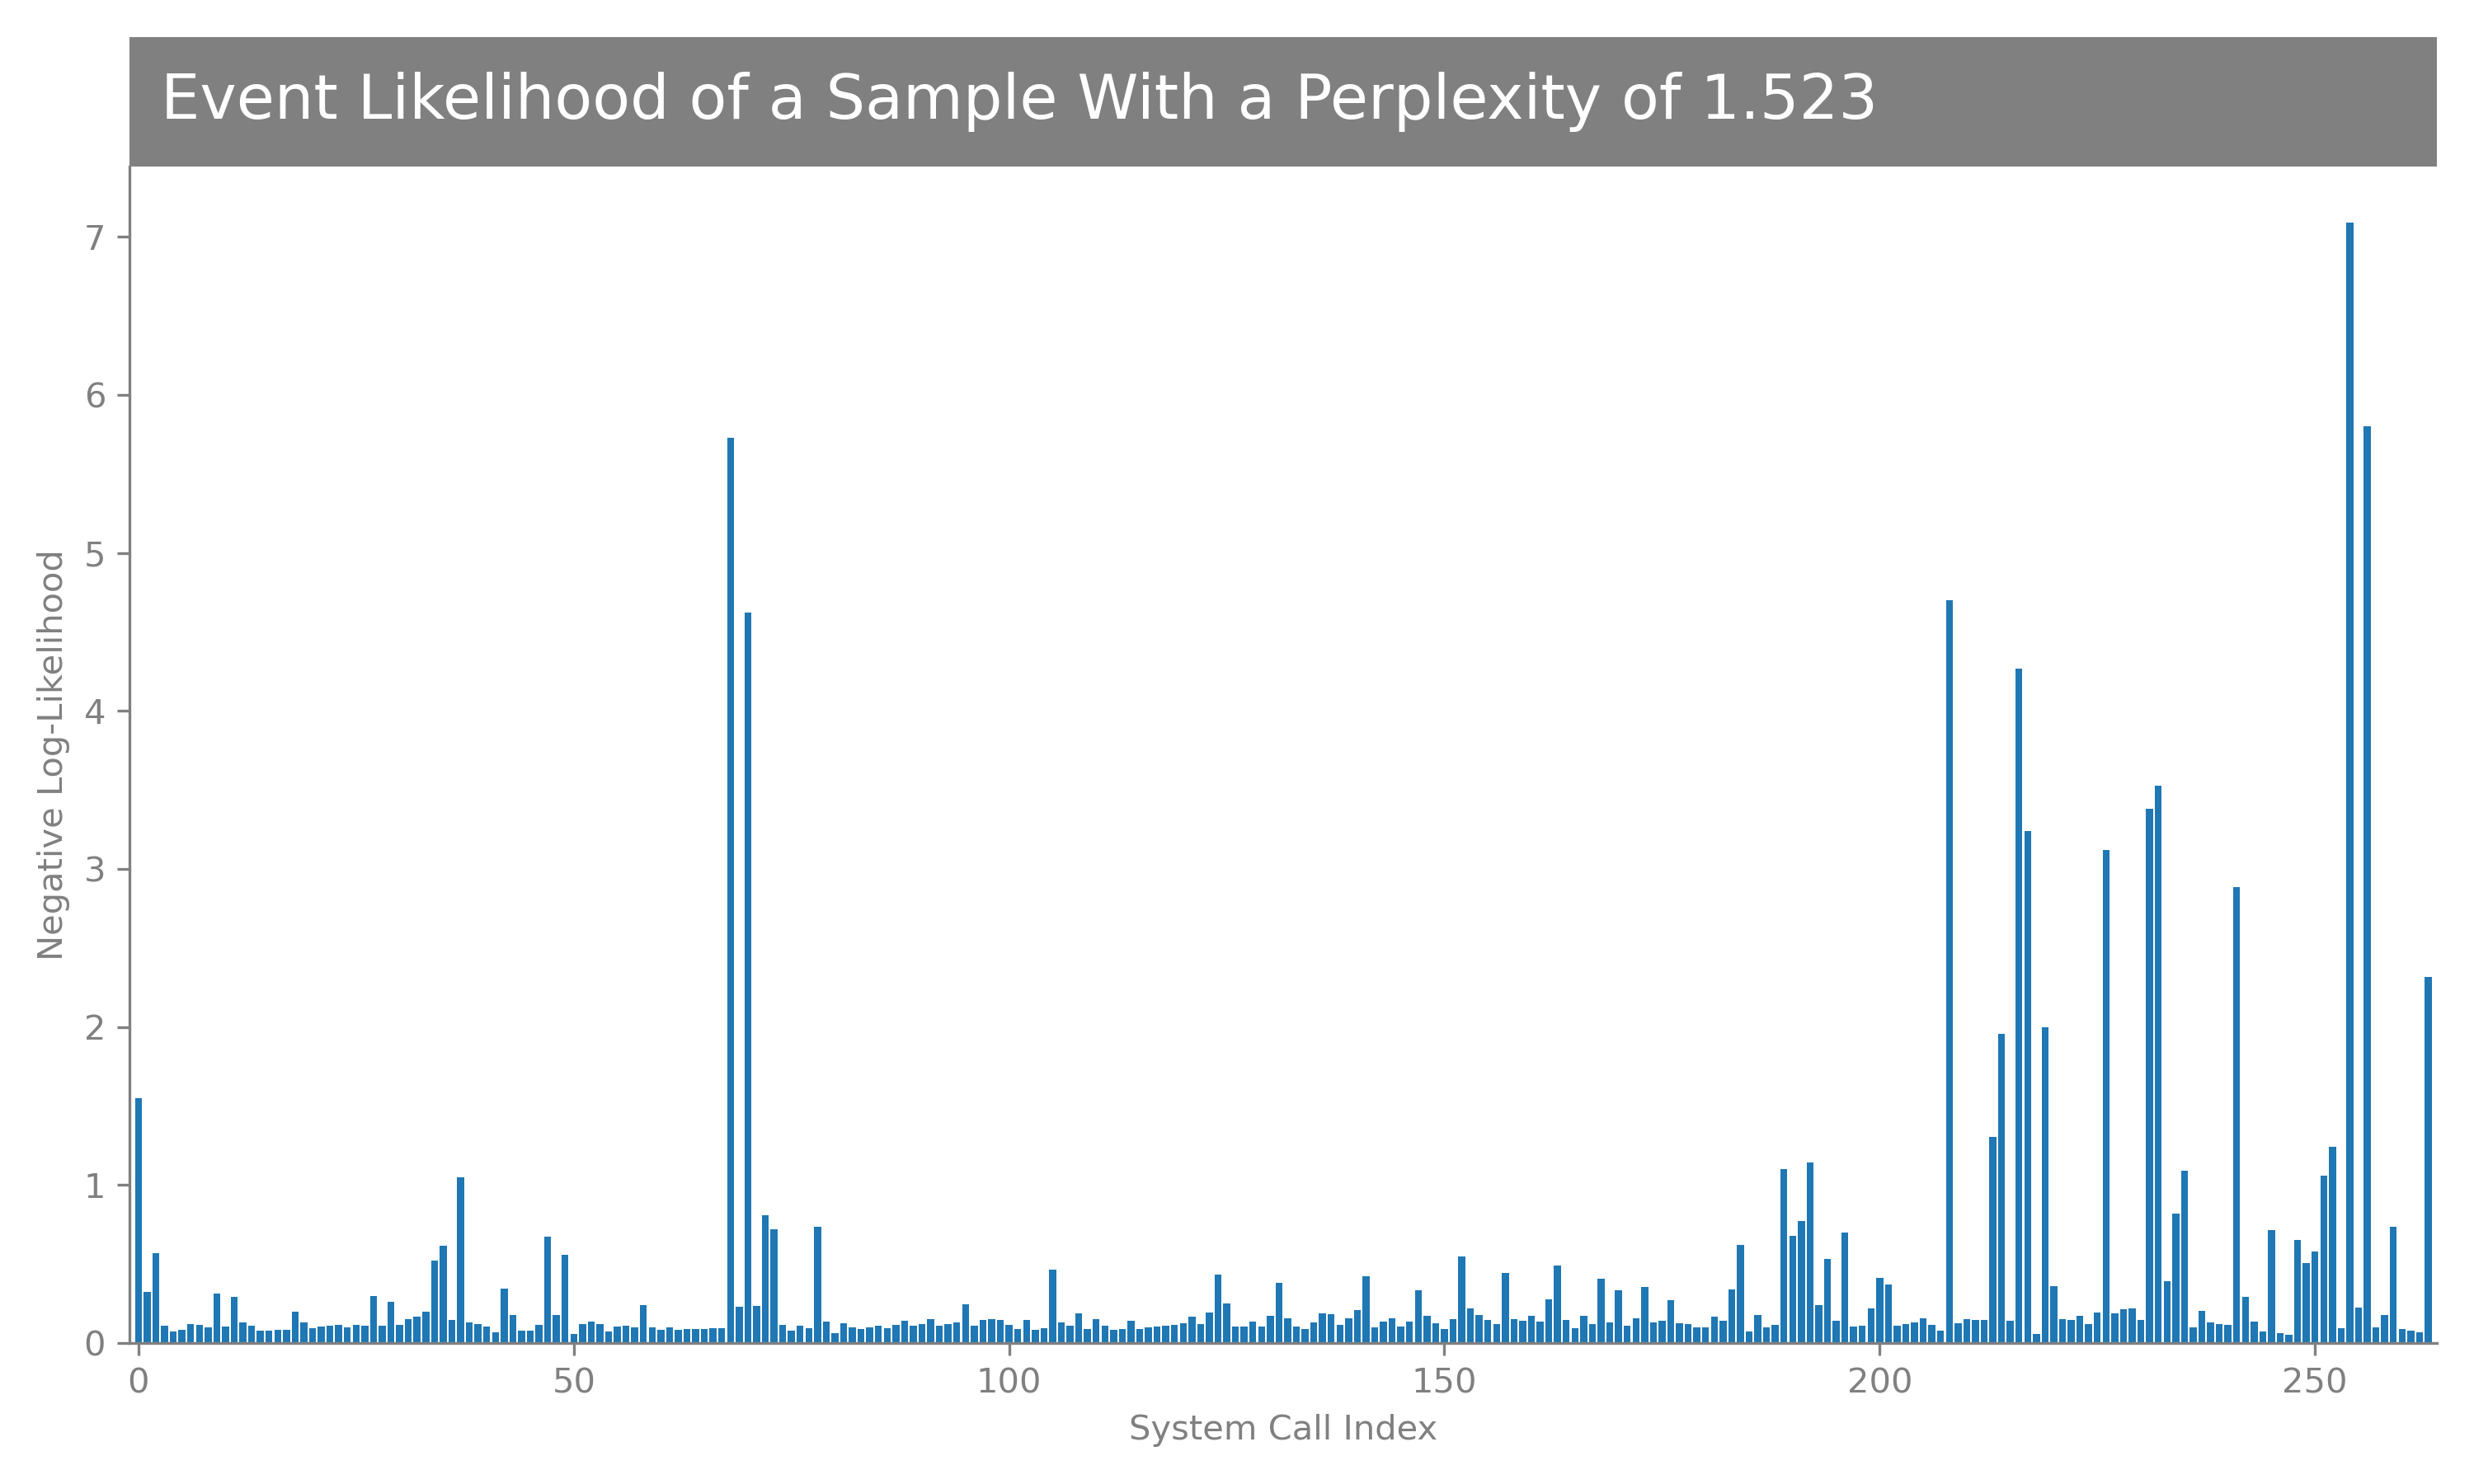 Event Likelihood of a Sample With a Perplexity of 1.523
Negative Log-Likelihood
7
6
5
4
3
2
1
0
0 50 100 150 200 250
System Call Index